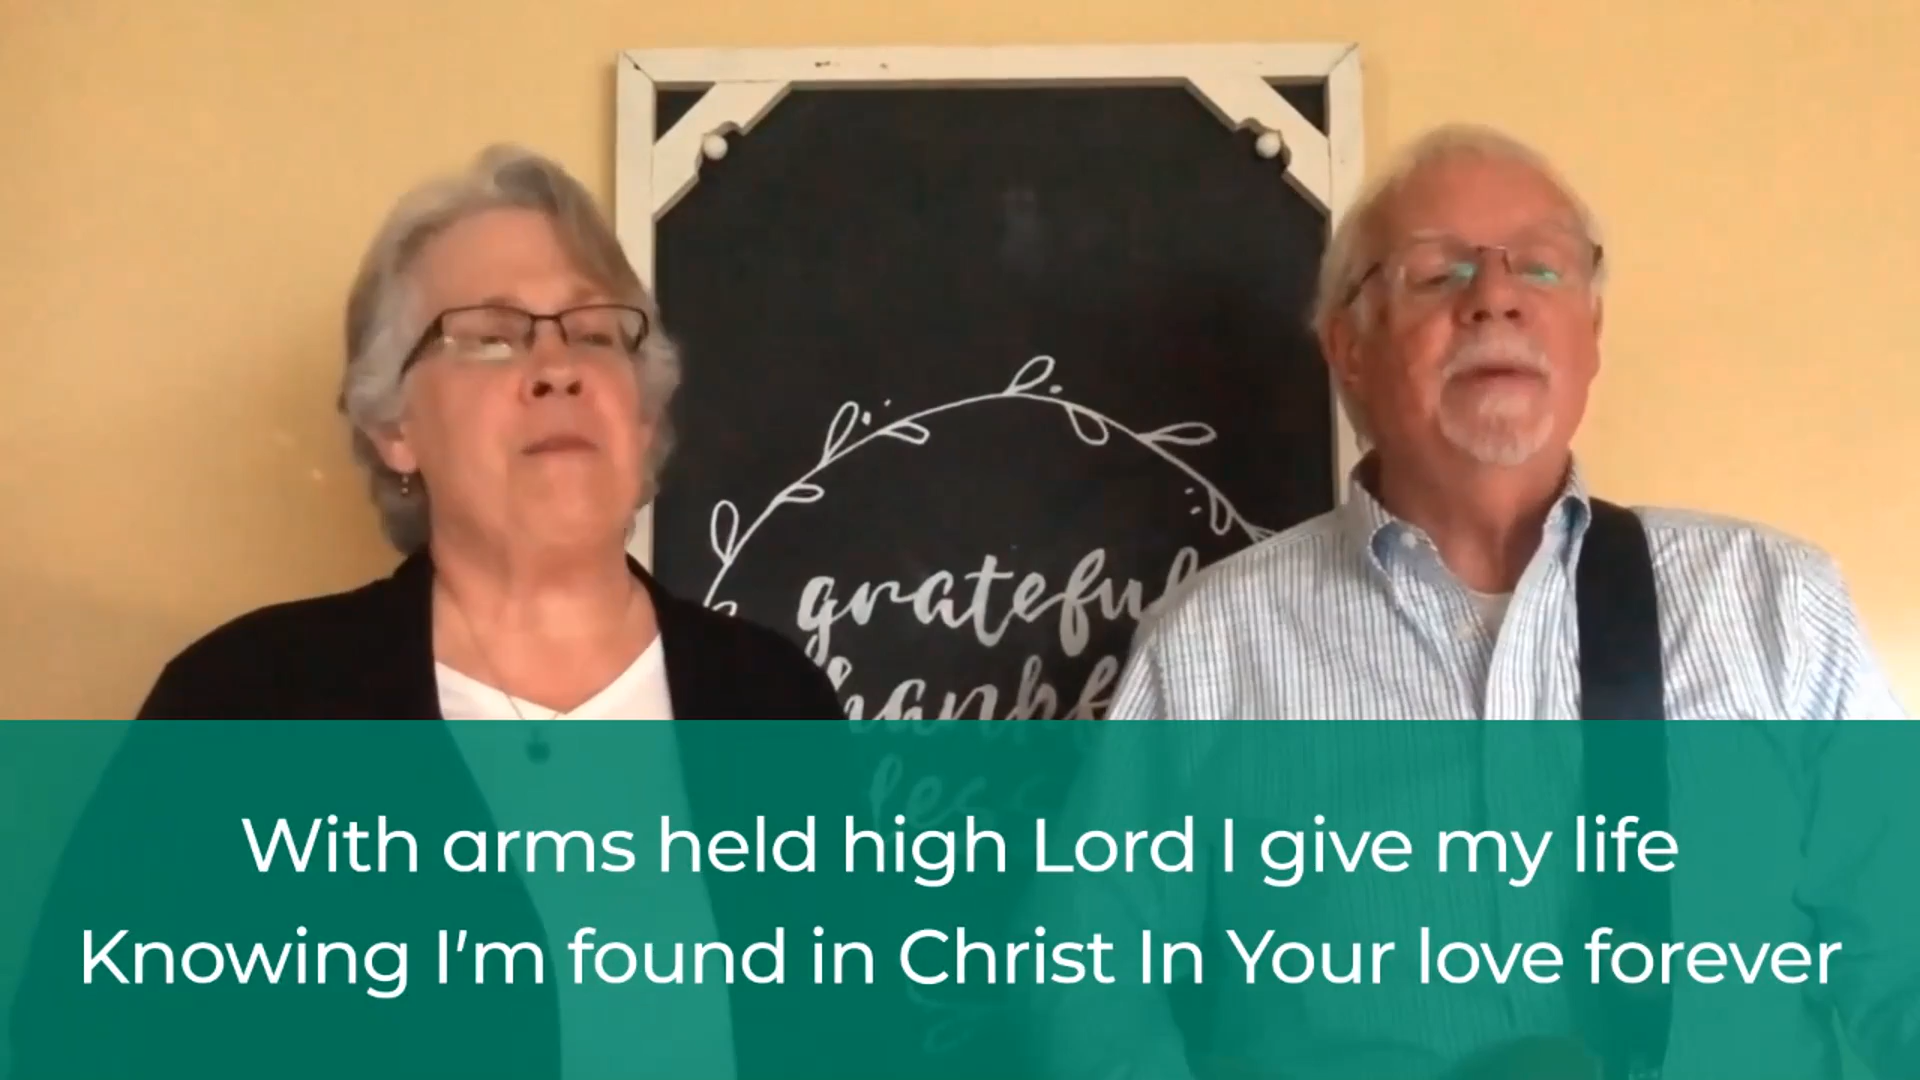 grateful
With arms held high Lord I give my life
Knowing I'm found in Christ In Your love forever